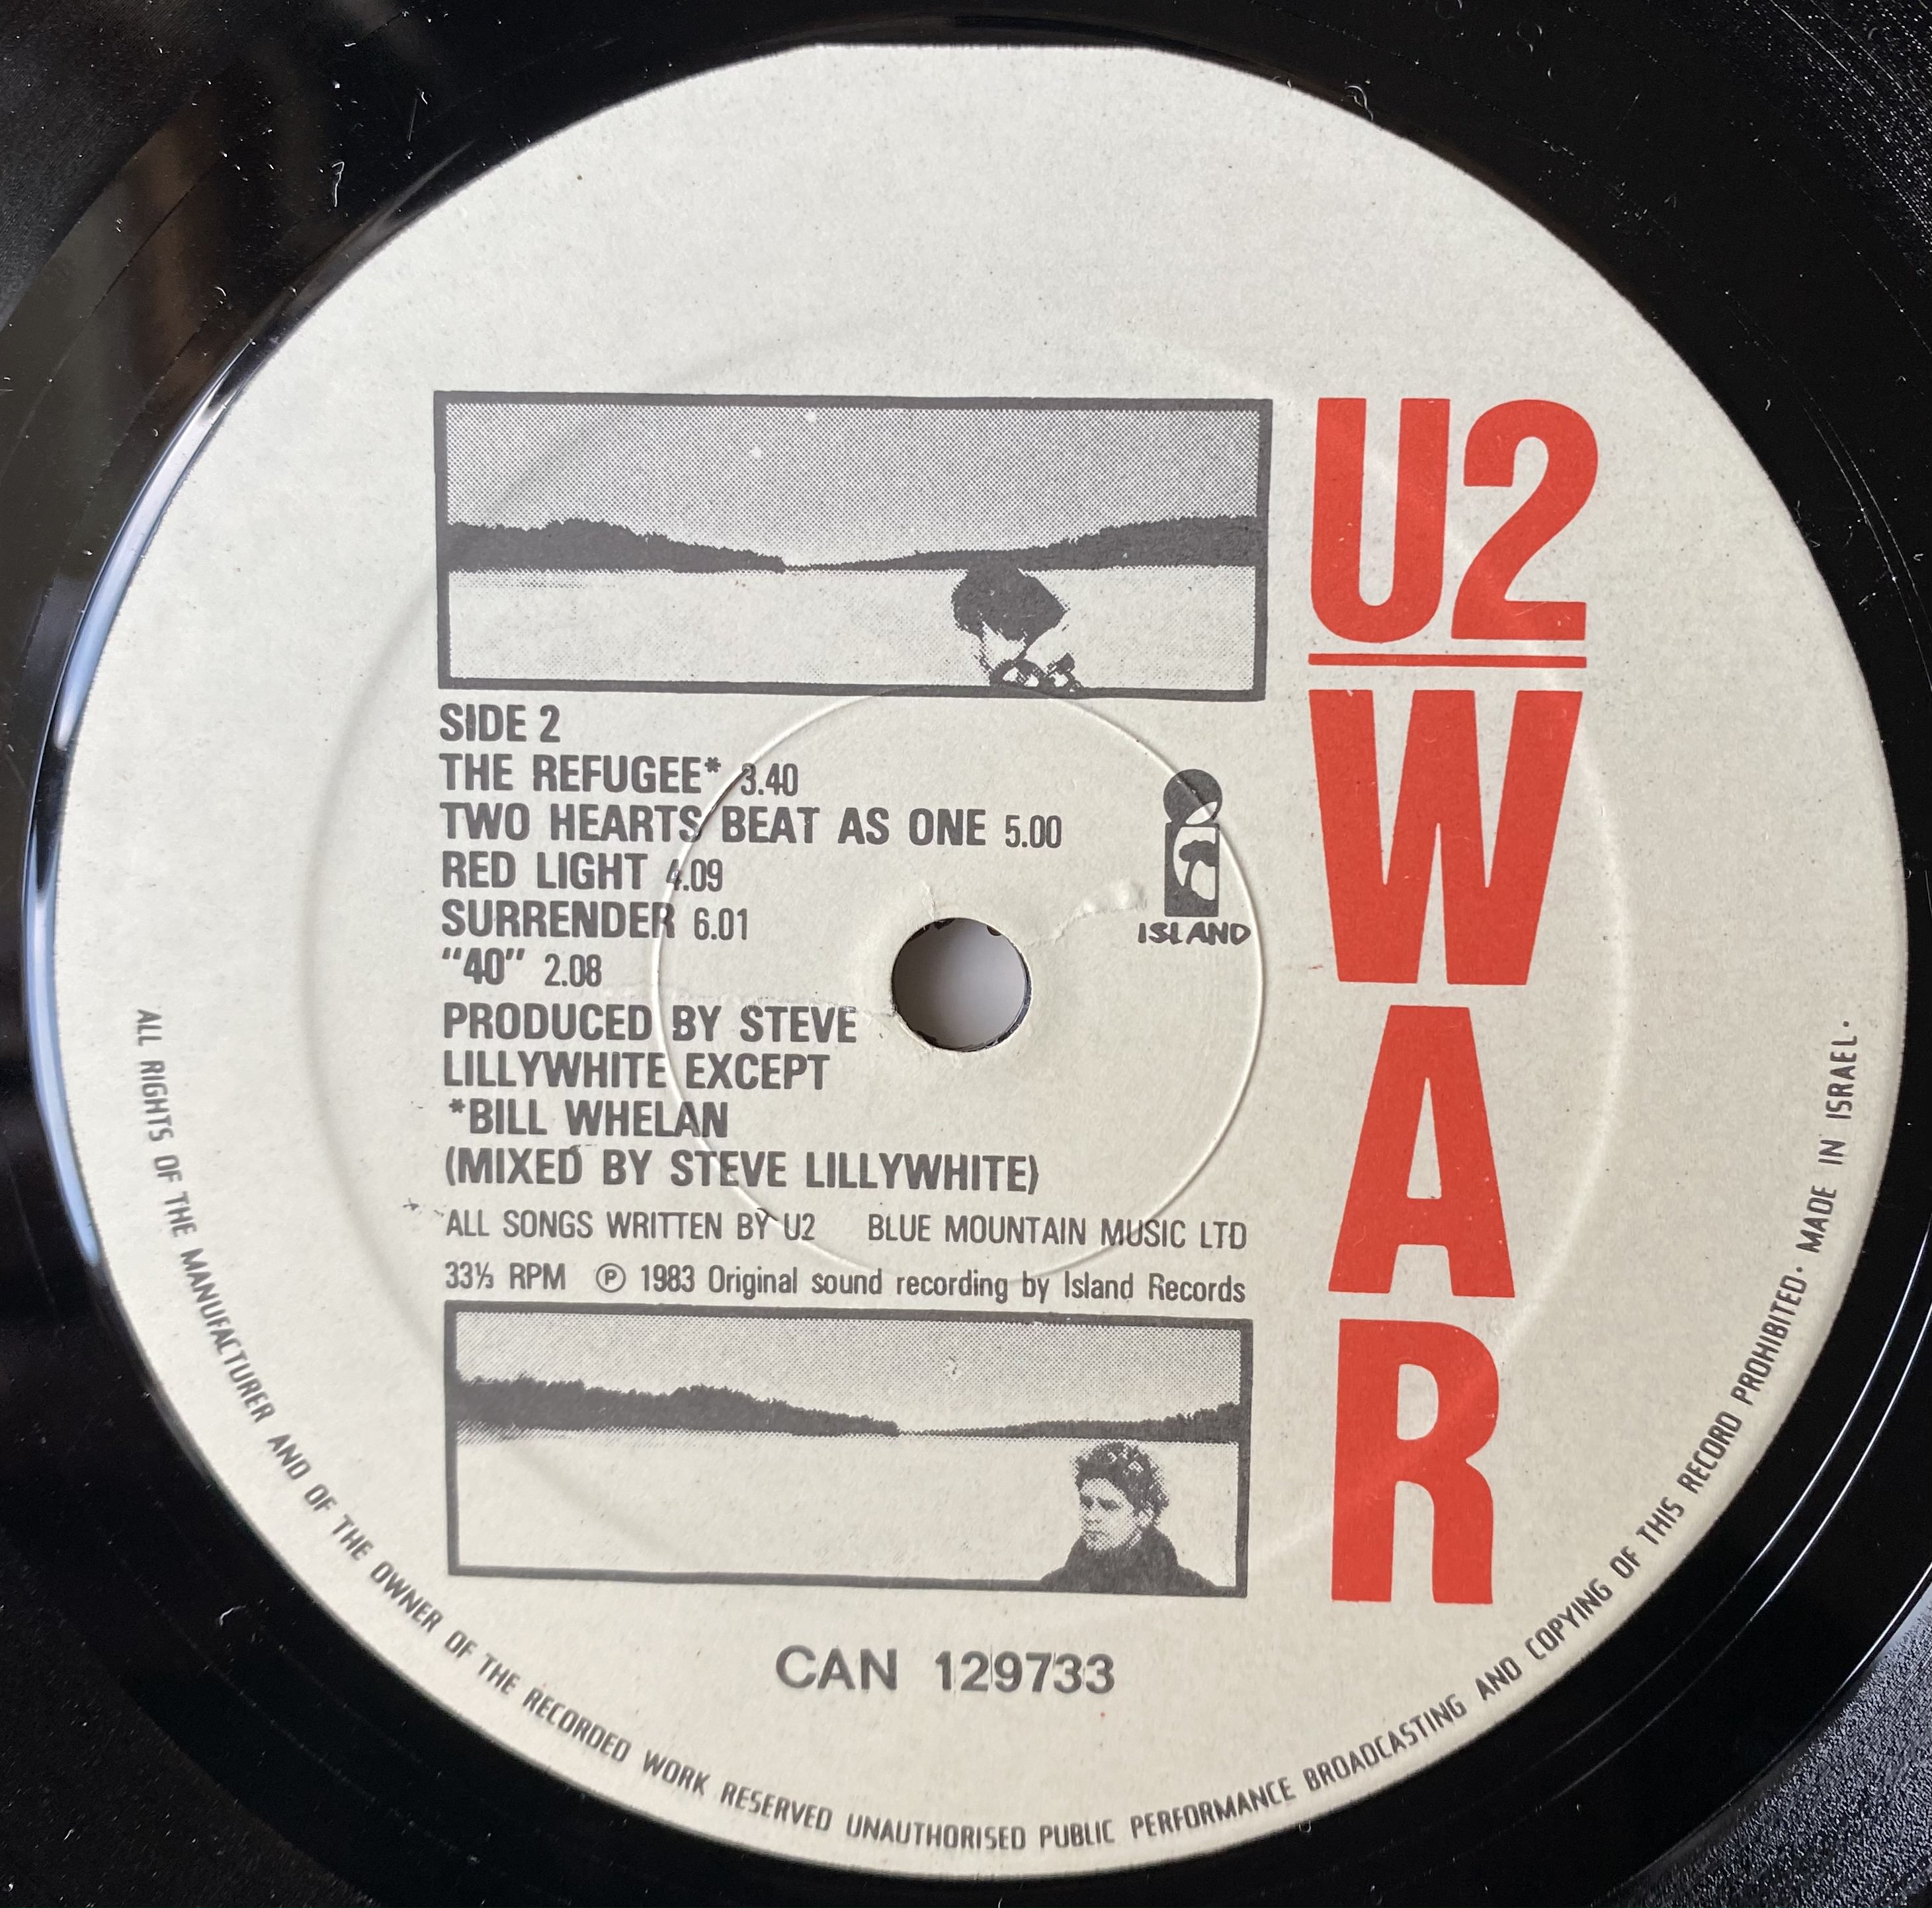 U2
WAR
SIDE 2
THE REFUGEE* 3.40
TWO HEARTS BEAT AS ONE 5.00
RED LIGHT 4.09
SURRENDER 6.01
“40” 2.08
PRODUCED BY STEVE
LILLYWHITE EXCEPT
*BILL WHELAN
(MIXED BY STEVE LILLYWHITE)
ISLAND
ALL SONGS WRITTEN BY U2 BLUE MOUNTAIN MUSIC LTD
33⅓ RPM Ⓟ 1983 Original sound recording by Island Records
CAN 129733
ALL RIGHTS OF THE MANUFACTURER AND OF THE OWNER OF THE RECORDED WORK RESERVED UNAUTHORISED PUBLIC PERFORMANCE BROADCASTING AND COPYING OF THIS RECORD PROHIBITED· MADE IN ISRAEL·